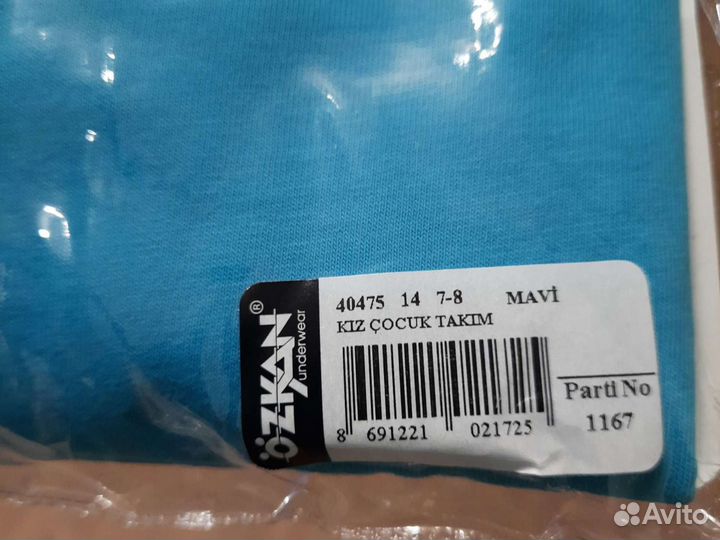 ÖZKAN®
underwear
40475 14 7-8 MAVİ
KIZ ÇOCUK TAKIM
8 691221 021725
Parti No
1167
Avito